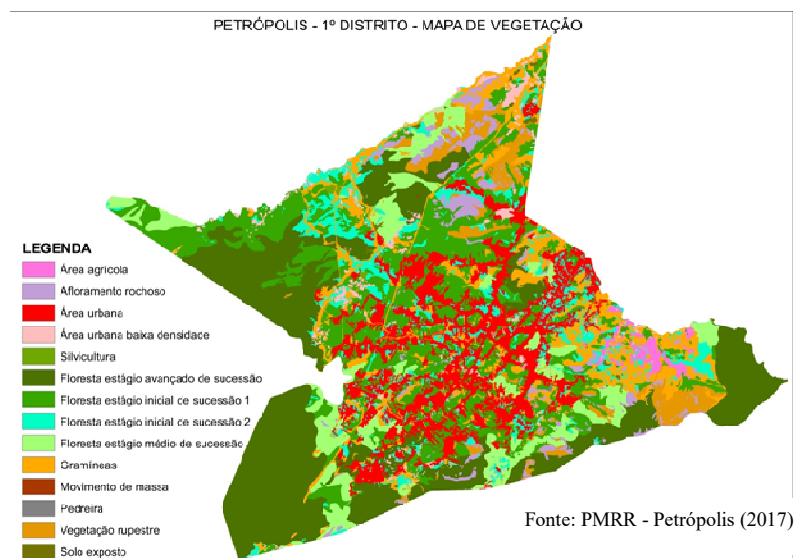 PETRÓPOLIS - 1º DISTRITO - MAPA DE VEGETAÇÃO
LEGENDA
Área agrícola
Afloramento rochoso
Área urbana
Área urbana baixa densidade
Silvicultura
Floresta estágio avançado de sucessão
Floresta estágio inicial de sucessão 1
Floresta estágio inicial de sucessão 2
Floresta estágio médio de sucessão
Gramíneas
Movimento de massa
Pedreira
Vegetação rupestre
Solo exposto
Fonte: PMRR - Petrópolis (2017)